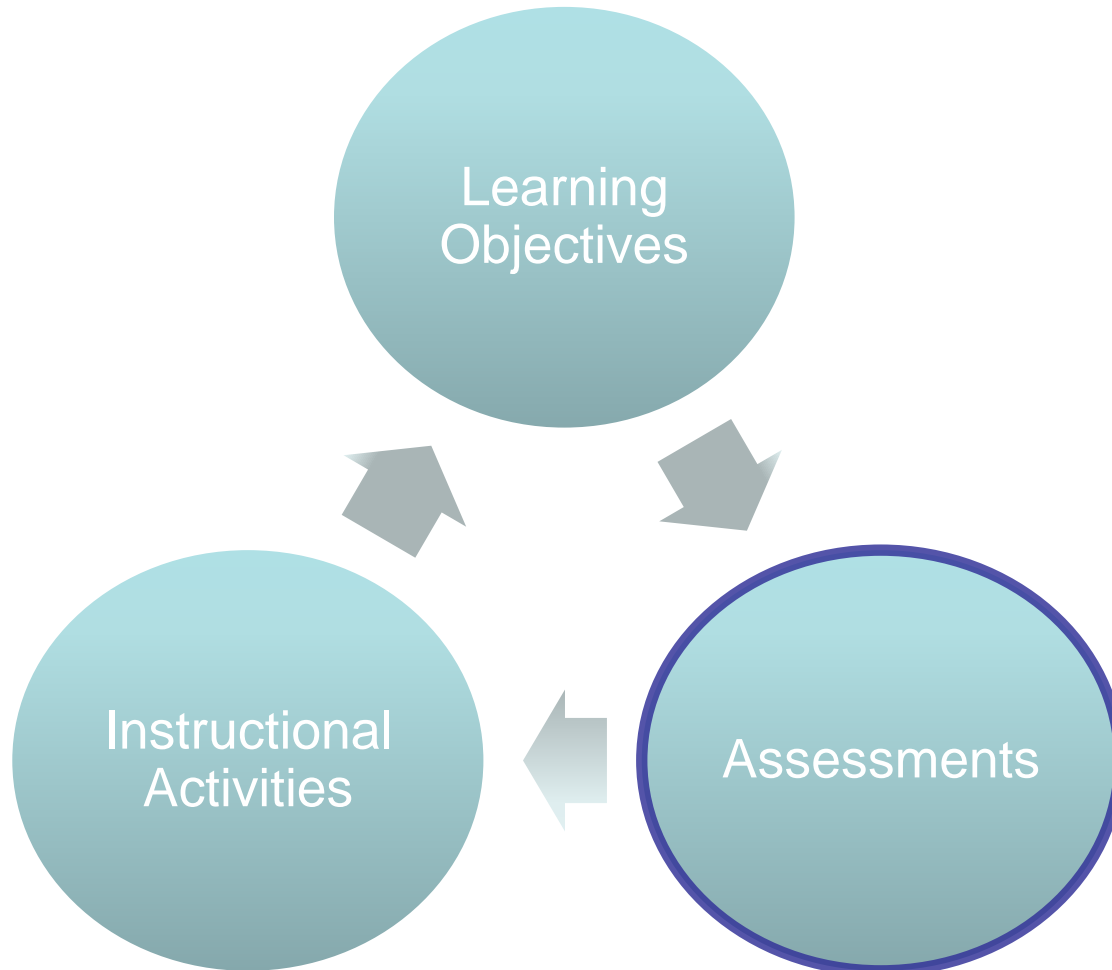 Learning
Objectives
Instructional
Activities
Assessments